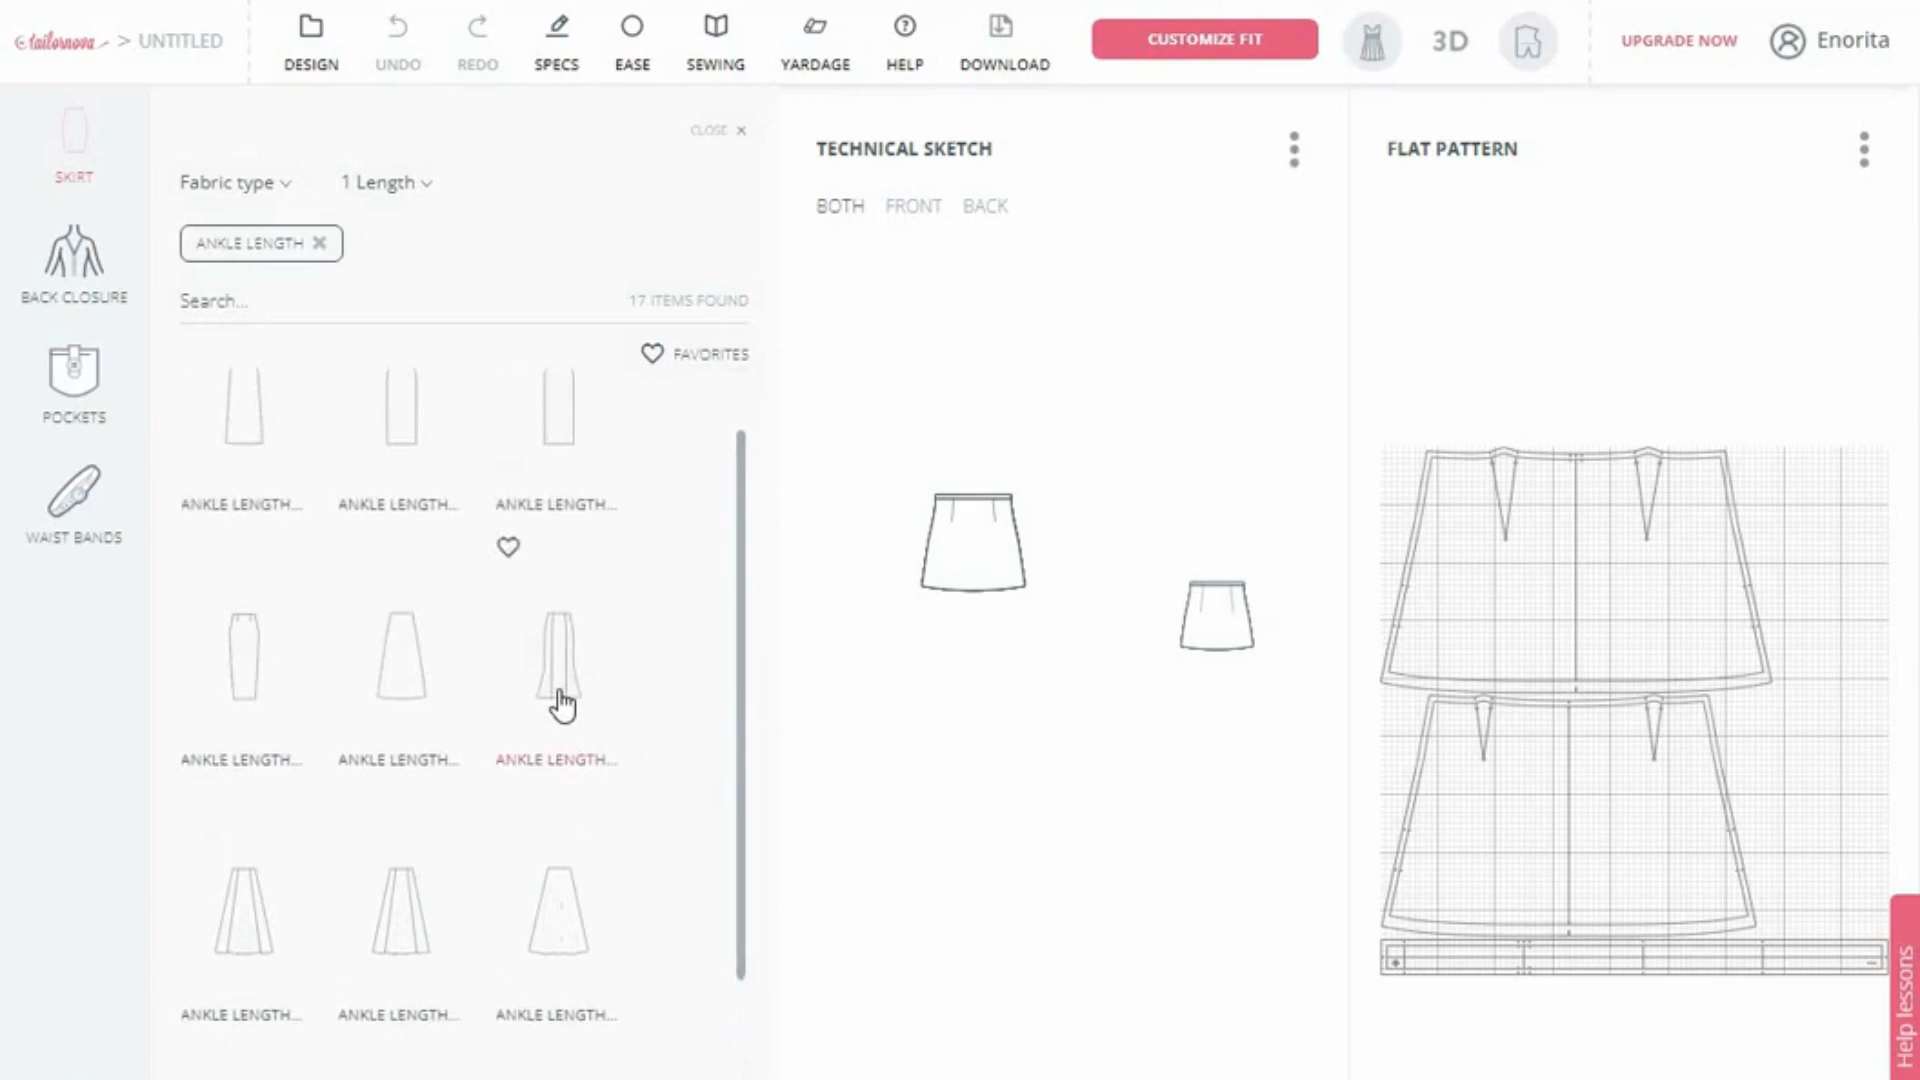 tailornova > UNTITLED
DESIGN UNDO REDO SPECS EASE SEWING YARDAGE HELP DOWNLOAD
CUSTOMIZE FIT
3D
UPGRADE NOW
Enorita
SKIRT
BACK CLOSURE
POCKETS
WAIST BANDS
CLOSE ×
Fabric type 1 Length
ANKLE LENGTH ×
Search... 17 ITEMS FOUND
FAVORITES
ANKLE LENGTH... ANKLE LENGTH... ANKLE LENGTH...
ANKLE LENGTH... ANKLE LENGTH... ANKLE LENGTH...
ANKLE LENGTH... ANKLE LENGTH... ANKLE LENGTH...
TECHNICAL SKETCH
BOTH FRONT BACK
FLAT PATTERN
Help lessons